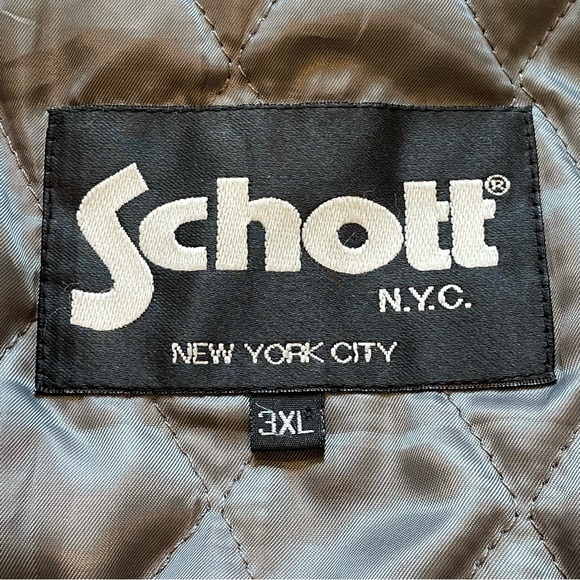 Schott®
N.Y.C.
NEW YORK CITY
3XL